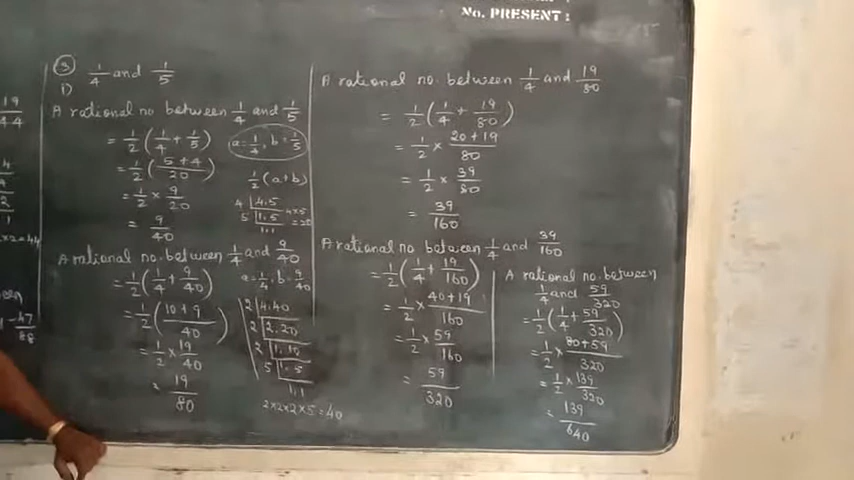 No. PRESENT:
19/44
×2=44
-47/88
③ 1/4 and 1/5
1)
A rational no between 1/4 and 1/5
= 1/2 (1/4 + 1/5)
= 1/2 ((5+4)/20)
= 1/2 × 9/20
= 9/40
a = 1/4, b = 1/5
1/2 (a+b)
4 | 4,5
5 | 1,5
1,1
4×5
=20
A rational no. between 1/4 and 9/40
= 1/2 (1/4 + 9/40)
= 1/2 ((10+9)/40)
= 1/2 × 19/40
= 19/80
a = 1/4, b = 9/40
2 | 4,40
2 | 2,20
2 | 1,10
5 | 1,5
1,1
2×2×2×5=40
A rational no. between 1/4 and 19/80
= 1/2 (1/4 + 19/80)
= 1/2 × (20+19)/80
= 1/2 × 39/80
= 39/160
A rational no between 1/4 and 39/160
= 1/2 (1/4 + 19/160)
= 1/2 × (40+19)/160
= 1/2 × 59/160
= 59/320
A rational no. between
1/4 and 59/320
= 1/2 (1/4 + 59/320)
= 1/2 × (80+59)/320
= 1/2 × 139/320
= 139/640